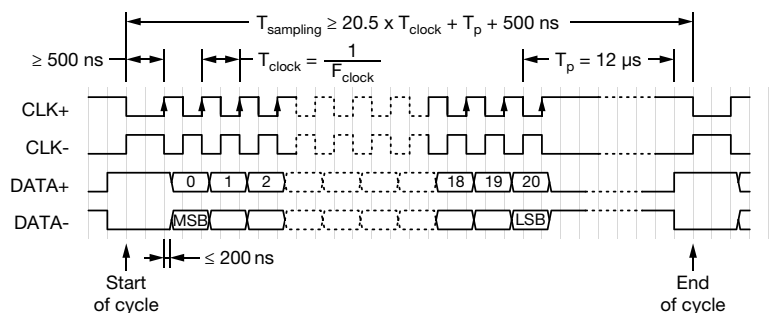 T_sampling ≥ 20.5 x T_clock + T_p + 500 ns
≥ 500 ns
T_clock = 1 / F_clock
T_p = 12 µs
CLK+
CLK-
DATA+
0 1 2 18 19 20
DATA-
MSB LSB
≤ 200 ns
Start
of cycle
End
of cycle